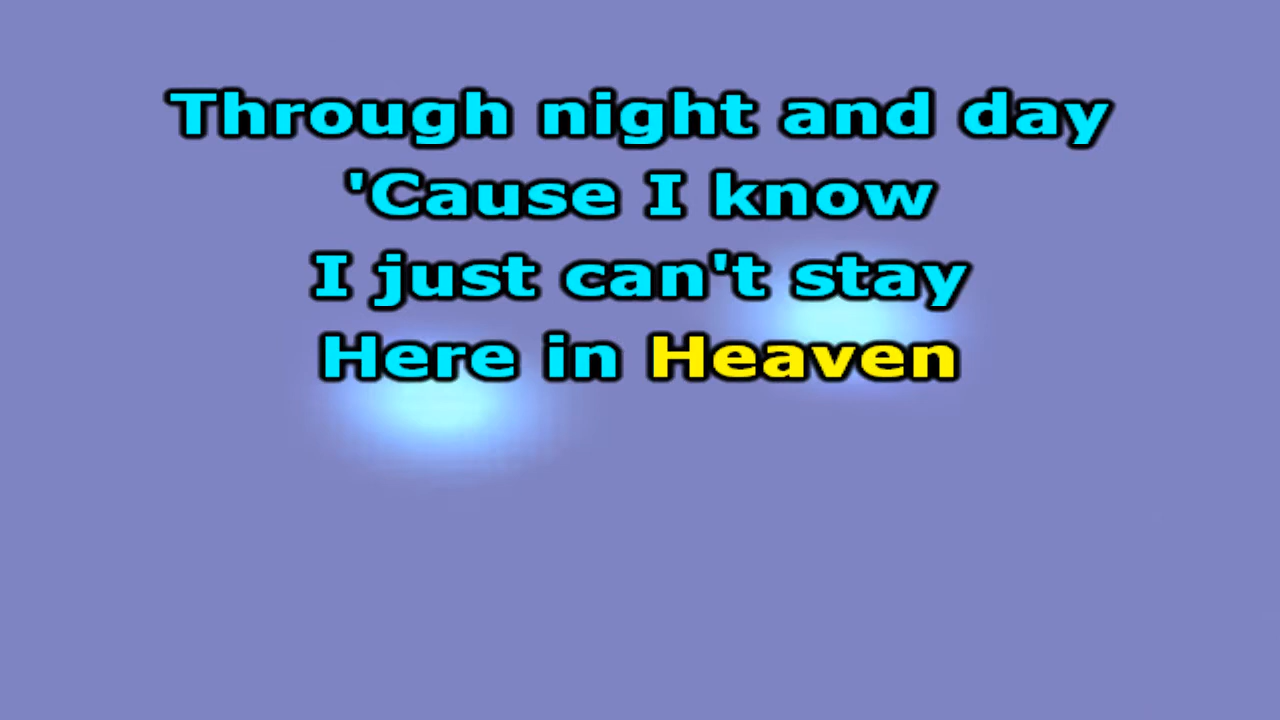 Through night and day
'Cause I know
I just can't stay
Here in Heaven